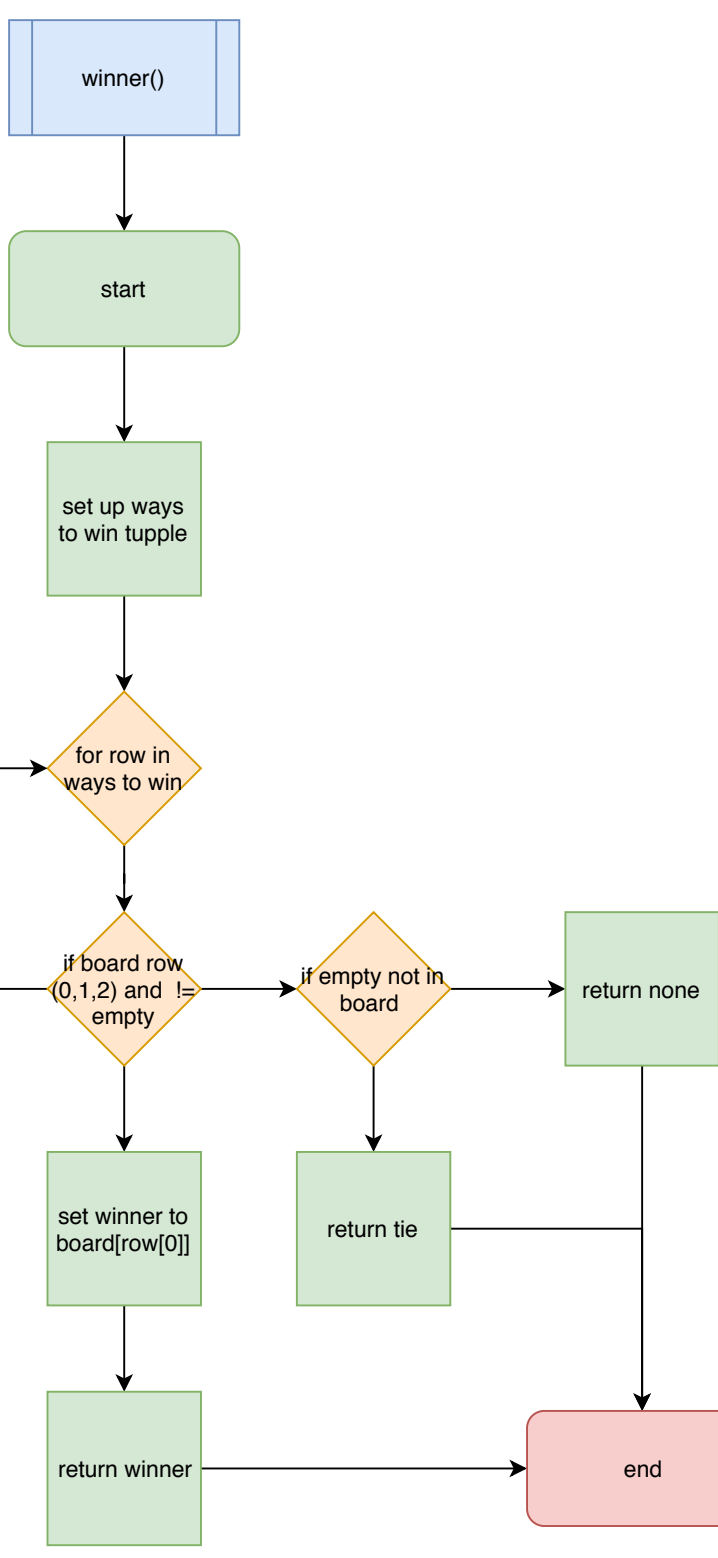 winner()
start
set up ways
to win tupple
for row in
ways to win
if board row
(0,1,2) and  !=
empty
if empty not in
board
return none
set winner to
board[row[0]]
return tie
return winner
end